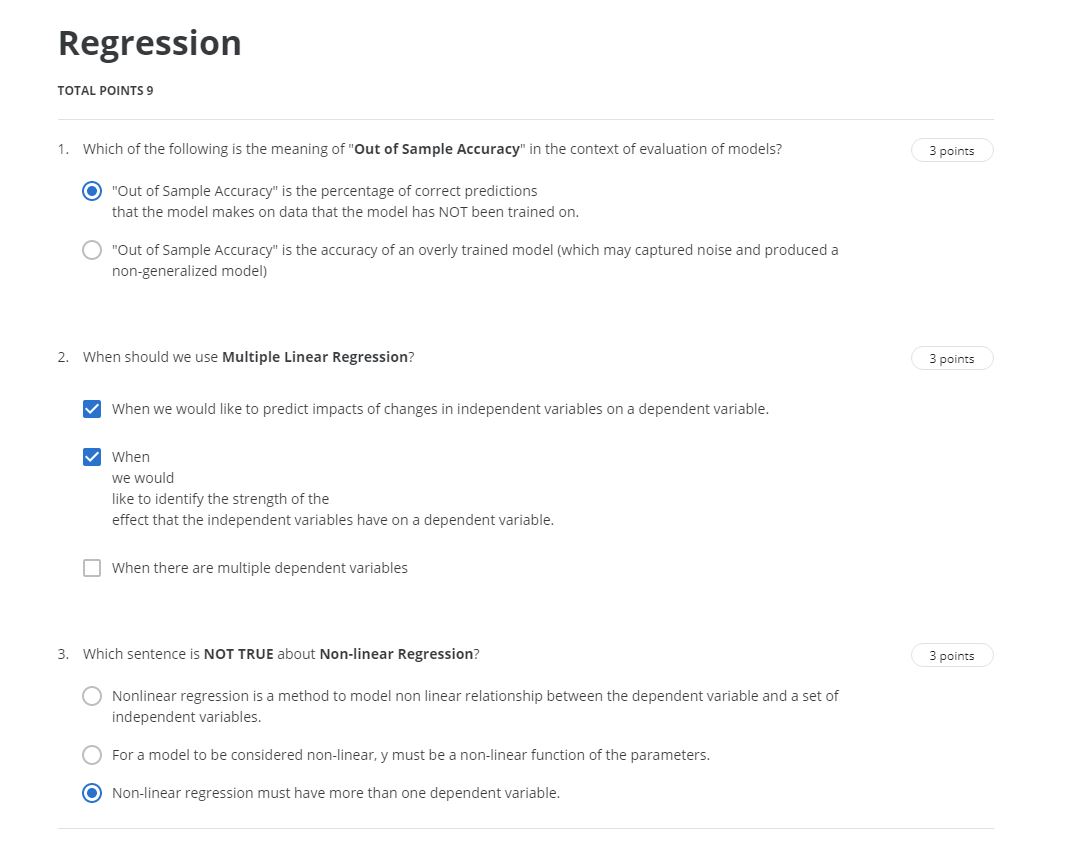 Regression
TOTAL POINTS 9
1. Which of the following is the meaning of "Out of Sample Accuracy" in the context of evaluation of models?
3 points
"Out of Sample Accuracy" is the percentage of correct predictions
that the model makes on data that the model has NOT been trained on.
"Out of Sample Accuracy" is the accuracy of an overly trained model (which may captured noise and produced a
non-generalized model)
2. When should we use Multiple Linear Regression?
3 points
When we would like to predict impacts of changes in independent variables on a dependent variable.
When
we would
like to identify the strength of the
effect that the independent variables have on a dependent variable.
When there are multiple dependent variables
3. Which sentence is NOT TRUE about Non-linear Regression?
3 points
Nonlinear regression is a method to model non linear relationship between the dependent variable and a set of
independent variables.
For a model to be considered non-linear, y must be a non-linear function of the parameters.
Non-linear regression must have more than one dependent variable.